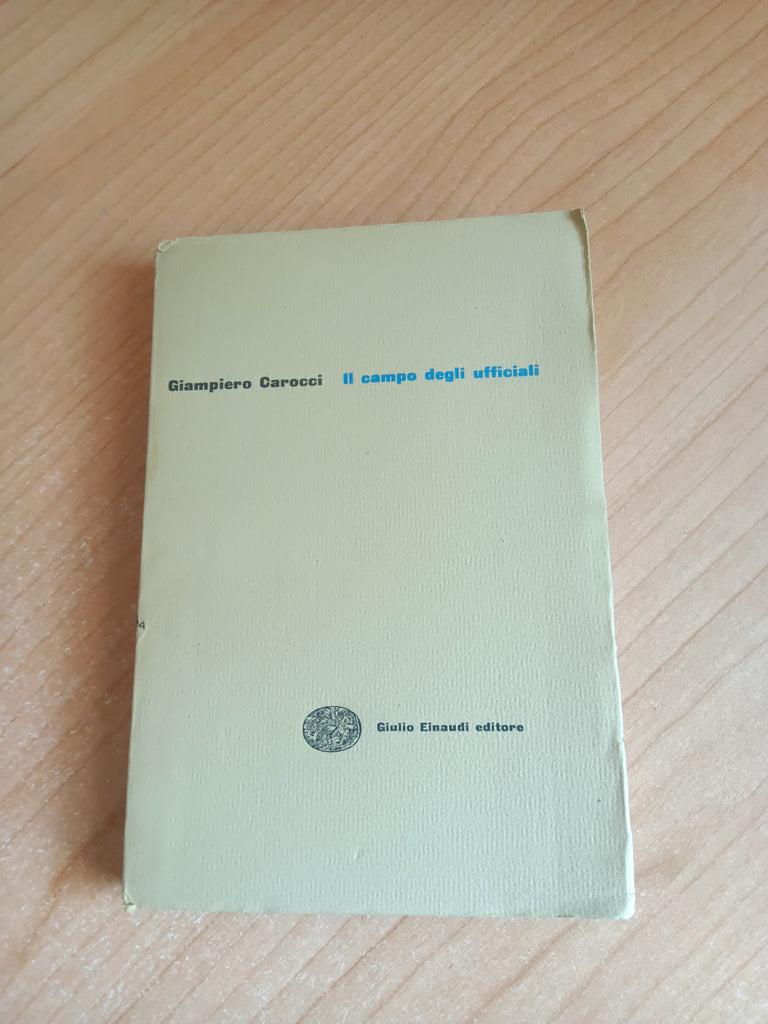 Giampiero Carocci Il campo degli ufficiali
Giulio Einaudi editore